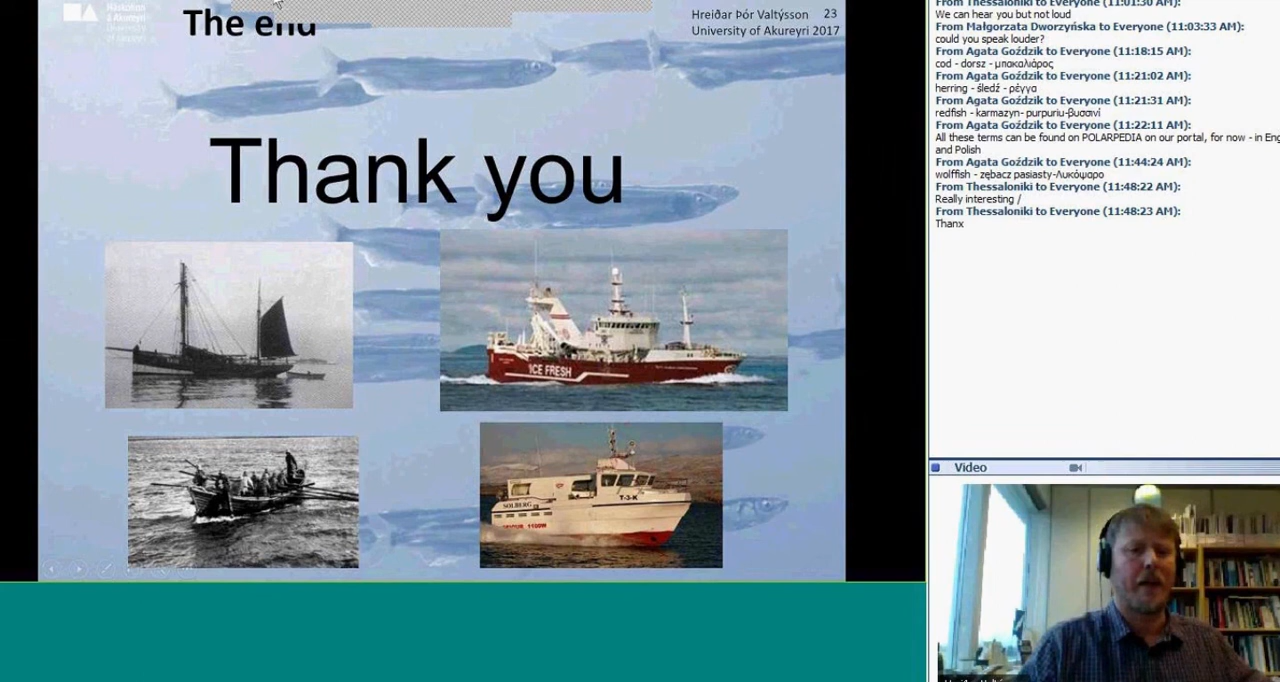 Háskólinn
á Akureyri
University
of Akureyri
The end
Hreiðar Þór Valtýsson 23
University of Akureyri 2017
Thank you
ICE FRESH
SOLBERG
T-3-K
From Thessaloniki to Everyone (11:01:30 AM):
We can hear you but not loud
From Małgorzata Dworzyńska to Everyone (11:03:33 AM):
could you speak louder?
From Agata Goździk to Everyone (11:18:15 AM):
cod - dorsz - μπακαλιάρος
From Agata Goździk to Everyone (11:21:02 AM):
herring - śledź - ρέγγα
From Agata Goździk to Everyone (11:21:31 AM):
redfish - karmazyn- purpuriu-βυσσινί
From Agata Goździk to Everyone (11:22:11 AM):
All these terms can be found on POLARPEDIA on our portal, for now - in Eng
and Polish
From Agata Goździk to Everyone (11:44:24 AM):
wolffish - zębacz pasiasty-Λυκόψαρο
From Thessaloniki to Everyone (11:48:22 AM):
Really interesting /
From Thessaloniki to Everyone (11:48:23 AM):
Thanx
Video